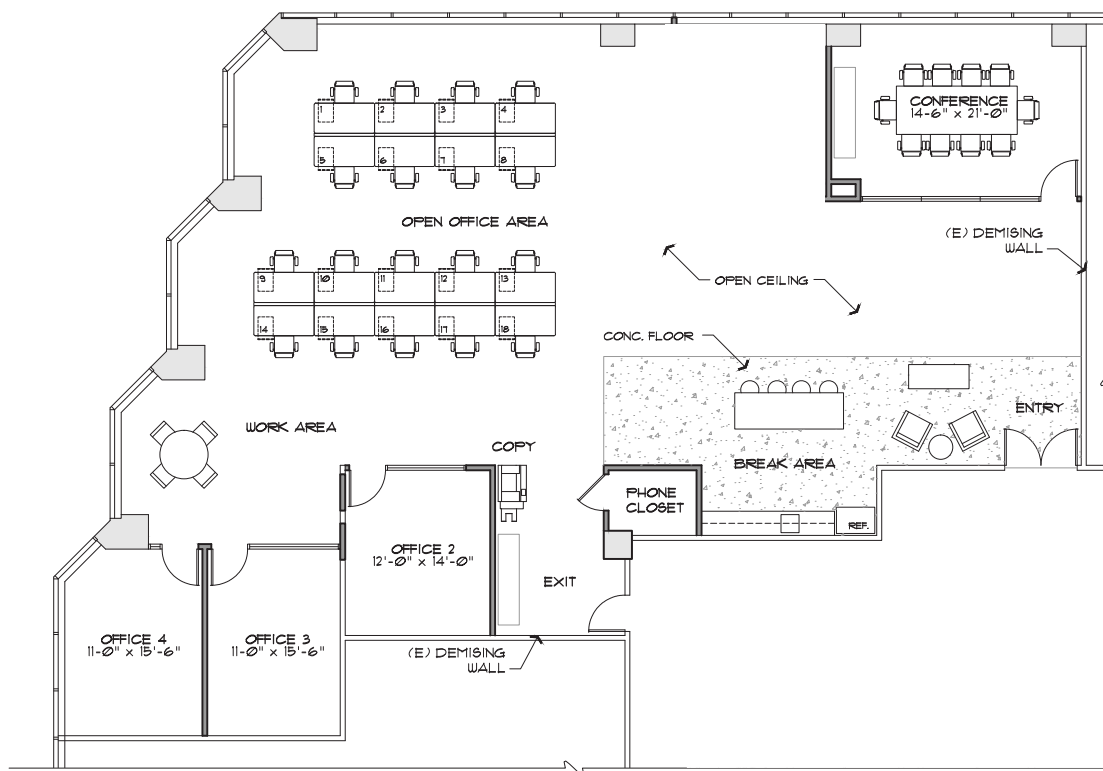 CONFERENCE
14'-6" x 21'-0"
1
2
3
4
5
6
7
8
OPEN OFFICE AREA
(E) DEMISING
WALL
9
10
11
12
13
OPEN CEILING
14
15
16
17
18
CONC. FLOOR
ENTRY
WORK AREA
COPY
BREAK AREA
PHONE
CLOSET
REF.
OFFICE 2
12'-0" x 14'-0"
EXIT
OFFICE 4
11-0" x 15'-6"
OFFICE 3
11-0" x 15'-6"
(E) DEMISING
WALL